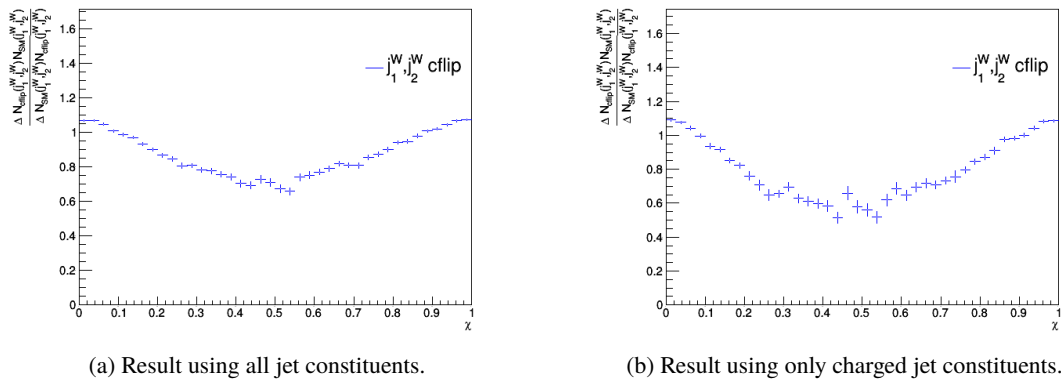 Δ N_cflip(j_1^W, j_2^W) N_SM(j_1^W, j_2^W)
Δ N_SM(j_1^W, j_2^W) N_cflip(j_1^W, j_2^W)
1.6
1.4
1.2
1
0.8
0.6
0.4
0.2
0
j_1^W,j_2^W cflip
0 0.1 0.2 0.3 0.4 0.5 0.6 0.7 0.8 0.9 1
χ
(a) Result using all jet constituents.
Δ N_cflip(j_1^W, j_2^W) N_SM(j_1^W, j_2^W)
Δ N_SM(j_1^W, j_2^W) N_cflip(j_1^W, j_2^W)
1.6
1.4
1.2
1
0.8
0.6
0.4
0.2
0
j_1^W,j_2^W cflip
0 0.1 0.2 0.3 0.4 0.5 0.6 0.7 0.8 0.9 1
χ
(b) Result using only charged jet constituents.